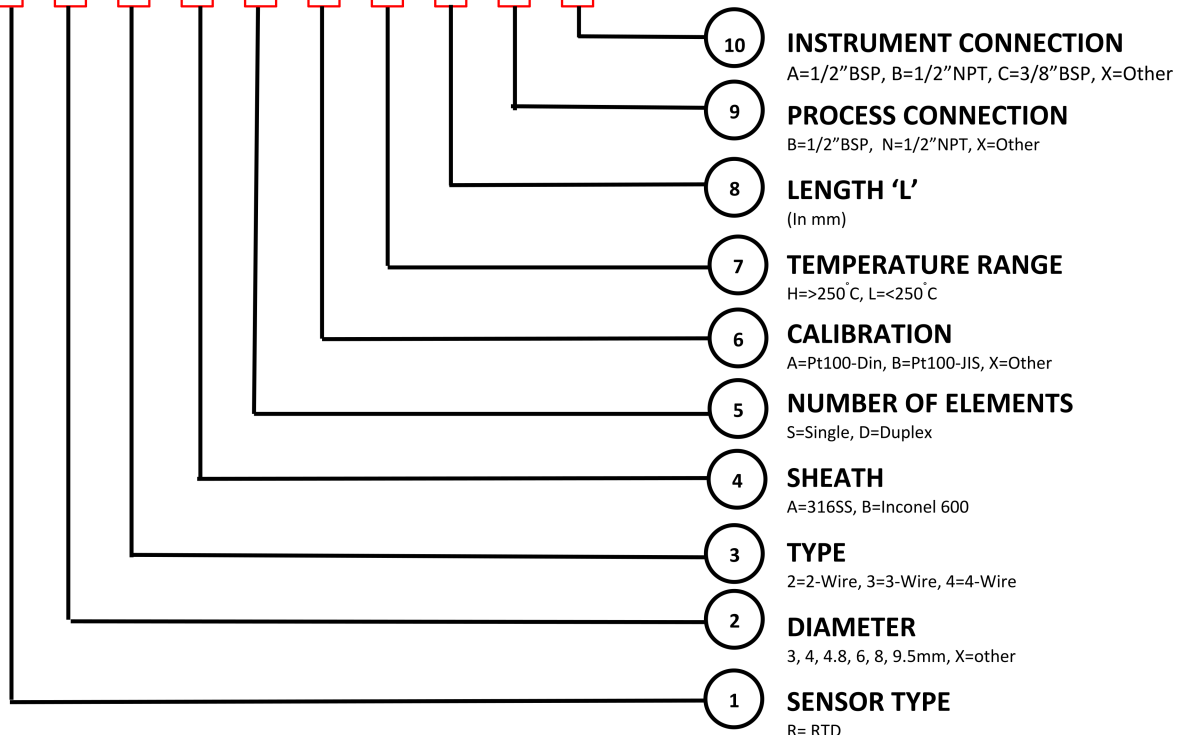 10
INSTRUMENT CONNECTION
A=1/2”BSP, B=1/2”NPT, C=3/8”BSP, X=Other
9
PROCESS CONNECTION
B=1/2”BSP, N=1/2”NPT, X=Other
8
LENGTH ‘L’
(In mm)
7
TEMPERATURE RANGE
H=>250°C, L=<250°C
6
CALIBRATION
A=Pt100-Din, B=Pt100-JIS, X=Other
5
NUMBER OF ELEMENTS
S=Single, D=Duplex
4
SHEATH
A=316SS, B=Inconel 600
3
TYPE
2=2-Wire, 3=3-Wire, 4=4-Wire
2
DIAMETER
3, 4, 4.8, 6, 8, 9.5mm, X=other
1
SENSOR TYPE
R= RTD